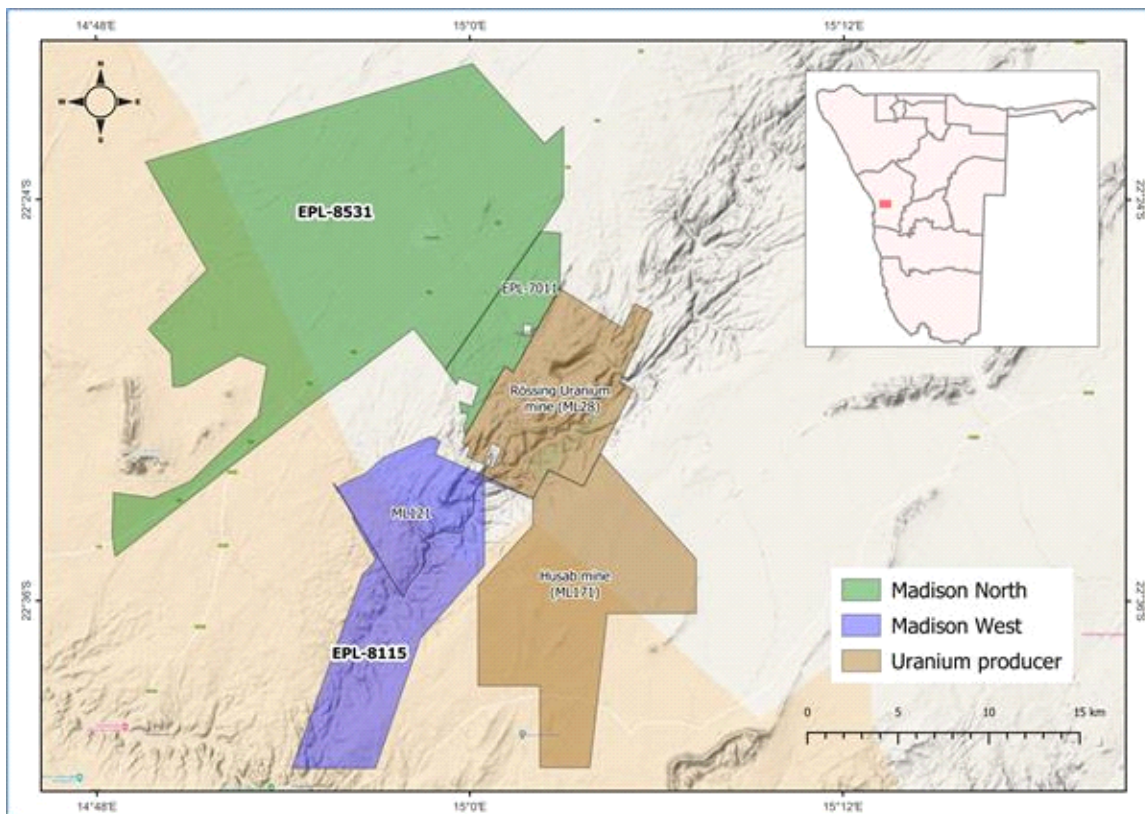 14°48'E
15°0'E
15°12'E
N
22°24'S
22°24'S
EPL-8531
EPL-7011
Rössing Uranium
mine (ML28)
ML121
Husab mine
(ML171)
22°36'S
22°36'S
EPL-8115
Madison North
Madison West
Uranium producer
0
5
10
15 km
14°48'E
15°0'E
15°12'E